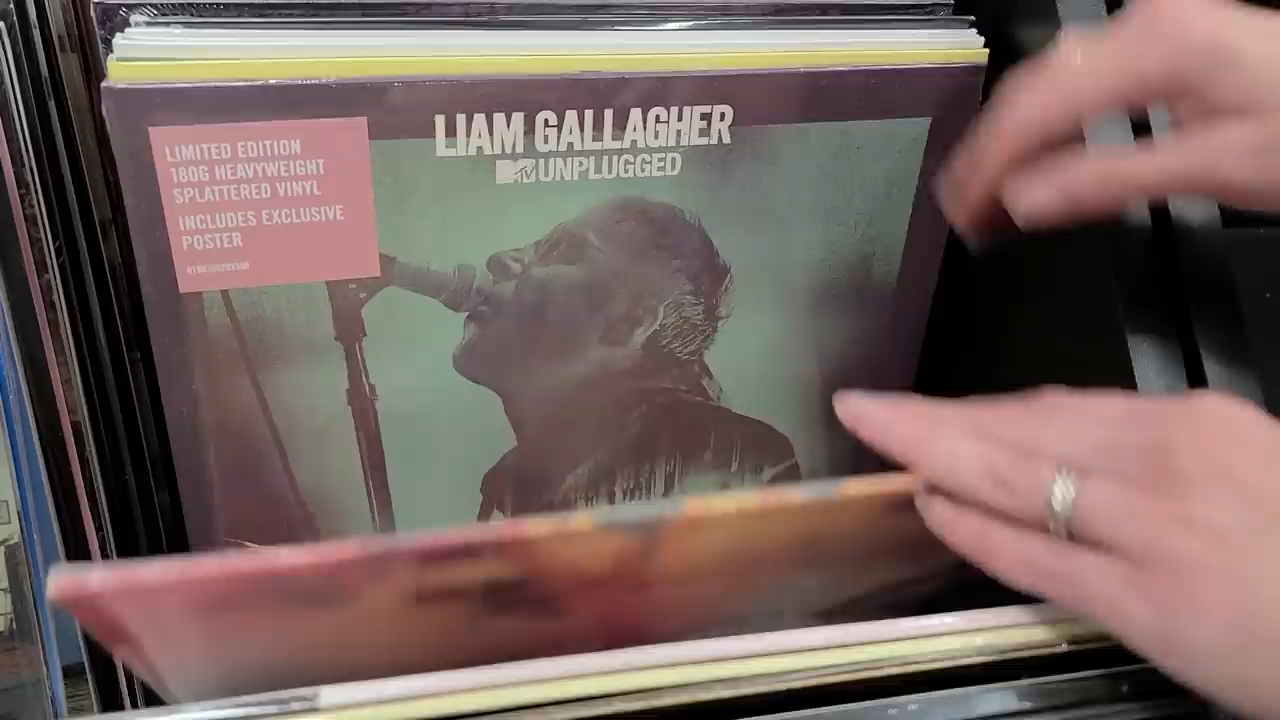 LIAM GALLAGHER
MTV UNPLUGGED
LIMITED EDITION
180G HEAVYWEIGHT
SPLATTERED VINYL
INCLUDES EXCLUSIVE
POSTER